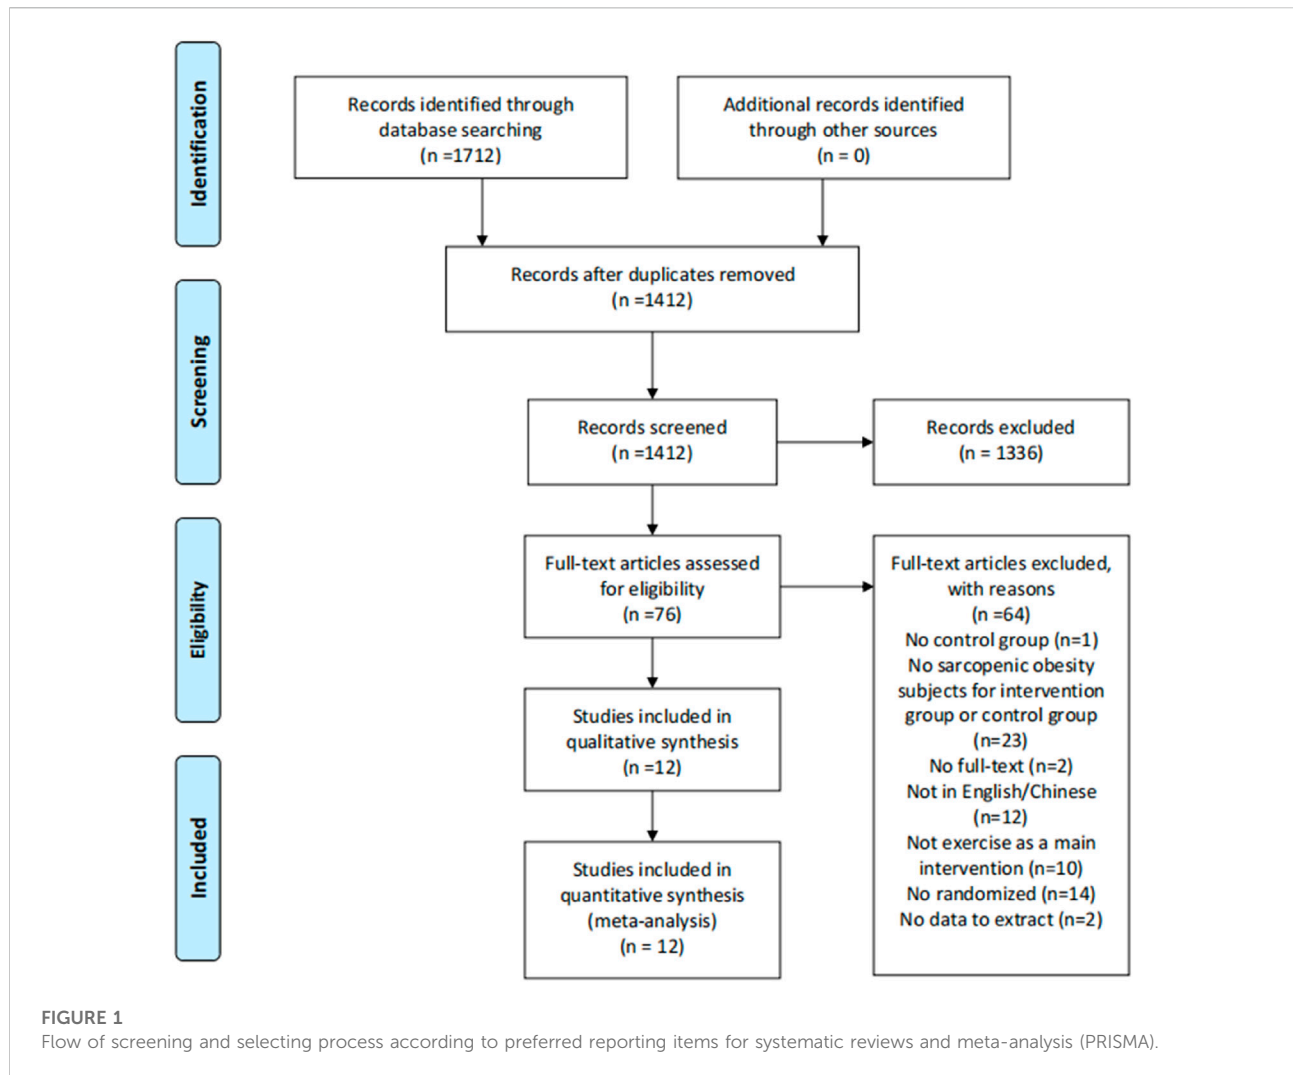 Identification
Records identified through
database searching
(n =1712)
Additional records identified
through other sources
(n = 0)
Records after duplicates removed
(n =1412)
Screening
Records screened
(n =1412)
Records excluded
(n = 1336)
Eligibility
Full-text articles assessed
for eligibility
(n =76)
Full-text articles excluded,
with reasons
(n =64)
No control group (n=1)
No sarcopenic obesity
subjects for intervention
group or control group
(n=23)
No full-text (n=2)
Not in English/Chinese
(n=12)
Not exercise as a main
intervention (n=10)
No randomized (n=14)
No data to extract (n=2)
Studies included in
qualitative synthesis
(n =12)
Included
Studies included in
quantitative synthesis
(meta-analysis)
(n = 12)
FIGURE 1
Flow of screening and selecting process according to preferred reporting items for systematic reviews and meta-analysis (PRISMA).